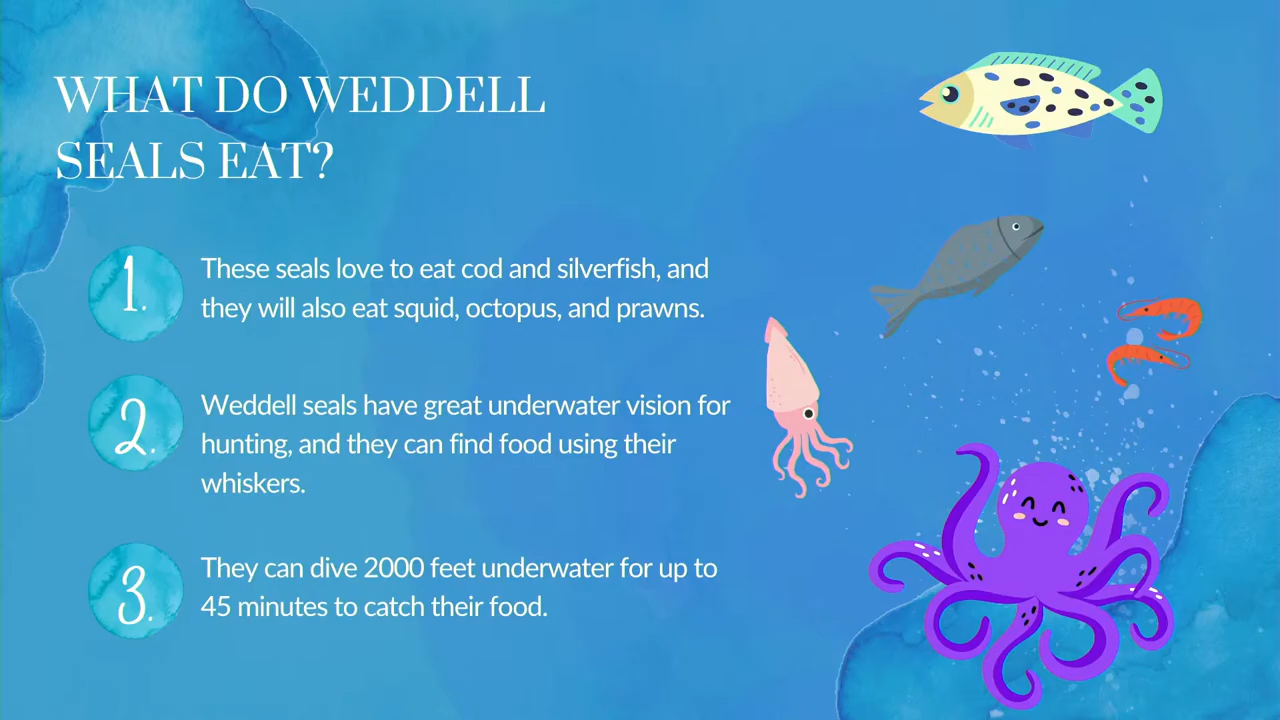 WHAT DO WEDDELL
SEALS EAT?
1.
These seals love to eat cod and silverfish, and
they will also eat squid, octopus, and prawns.
2.
Weddell seals have great underwater vision for
hunting, and they can find food using their
whiskers.
3.
They can dive 2000 feet underwater for up to
45 minutes to catch their food.